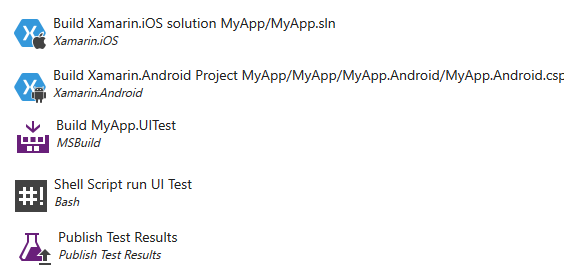 Build Xamarin.iOS solution MyApp/MyApp.sln
Xamarin.iOS
Build Xamarin.Android Project MyApp/MyApp/MyApp.Android/MyApp.Android.csp
Xamarin.Android
Build MyApp.UITest
MSBuild
#!
Shell Script run UI Test
Bash
Publish Test Results
Publish Test Results